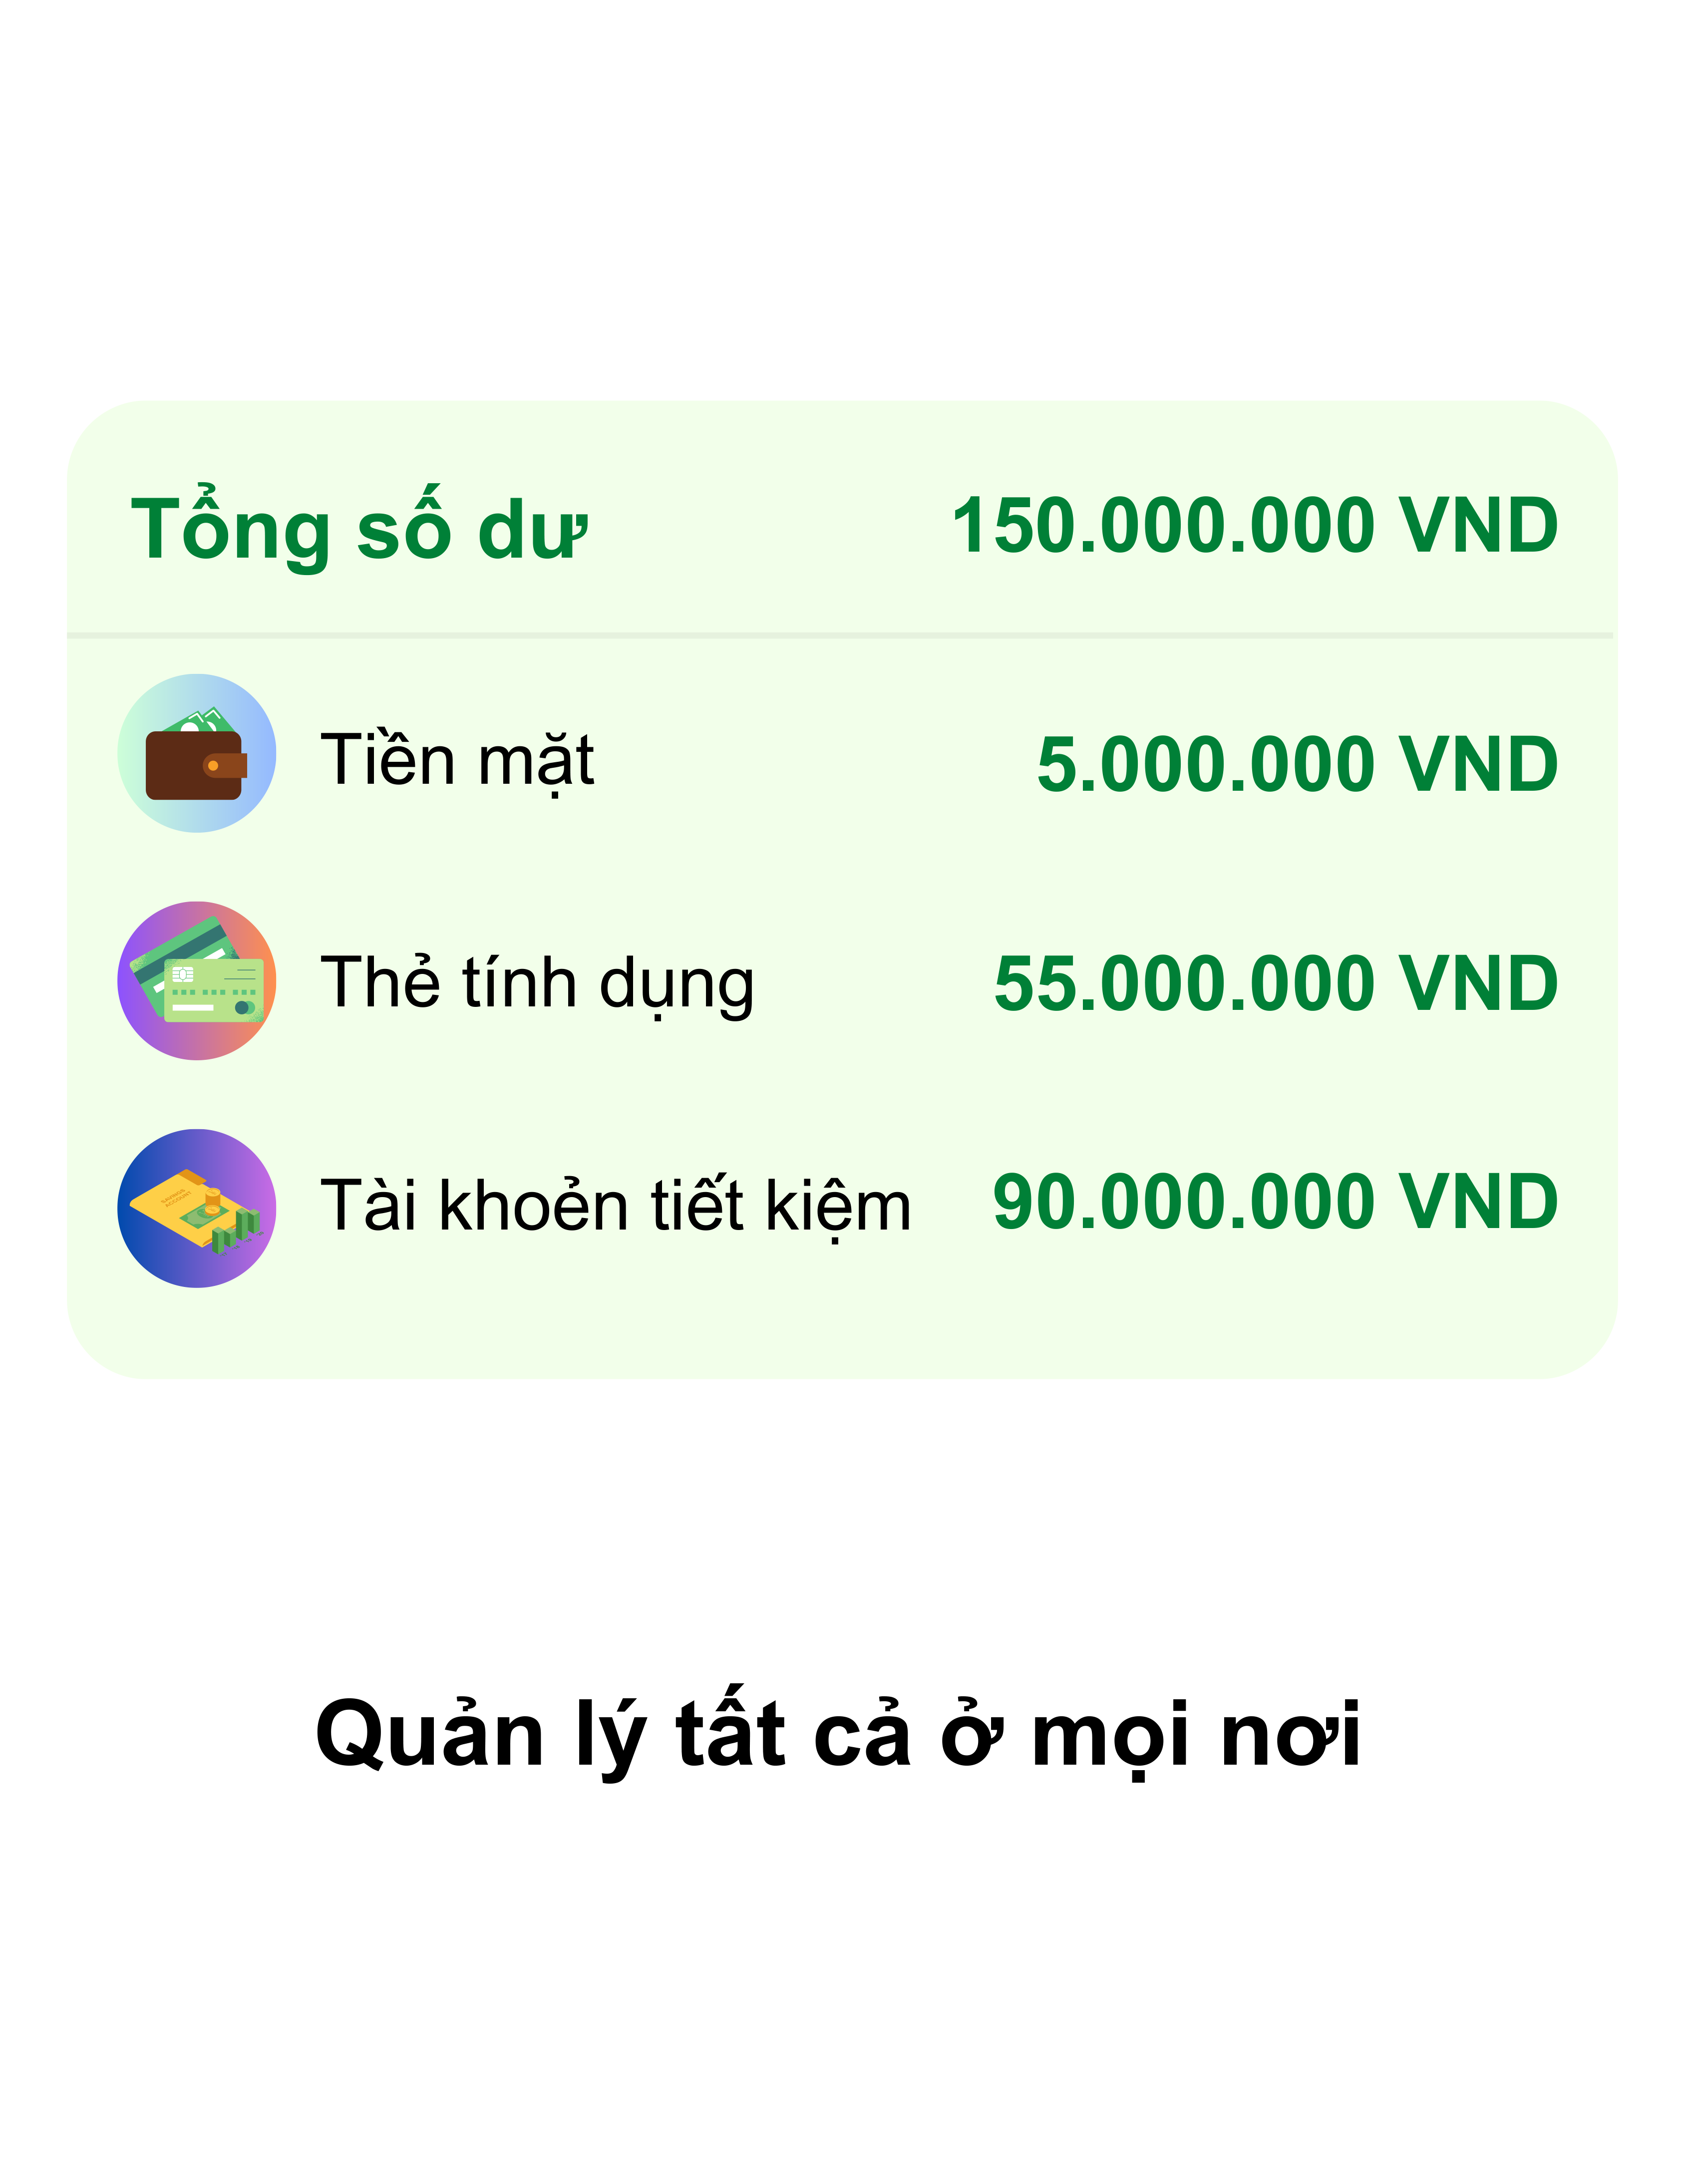 Tổng số dư 150.000.000 VND
Tiền mặt 5.000.000 VND
Thẻ tính dụng 55.000.000 VND
Tài khoẻn tiết kiệm 90.000.000 VND
Quản lý tất cả ở mọi nơi